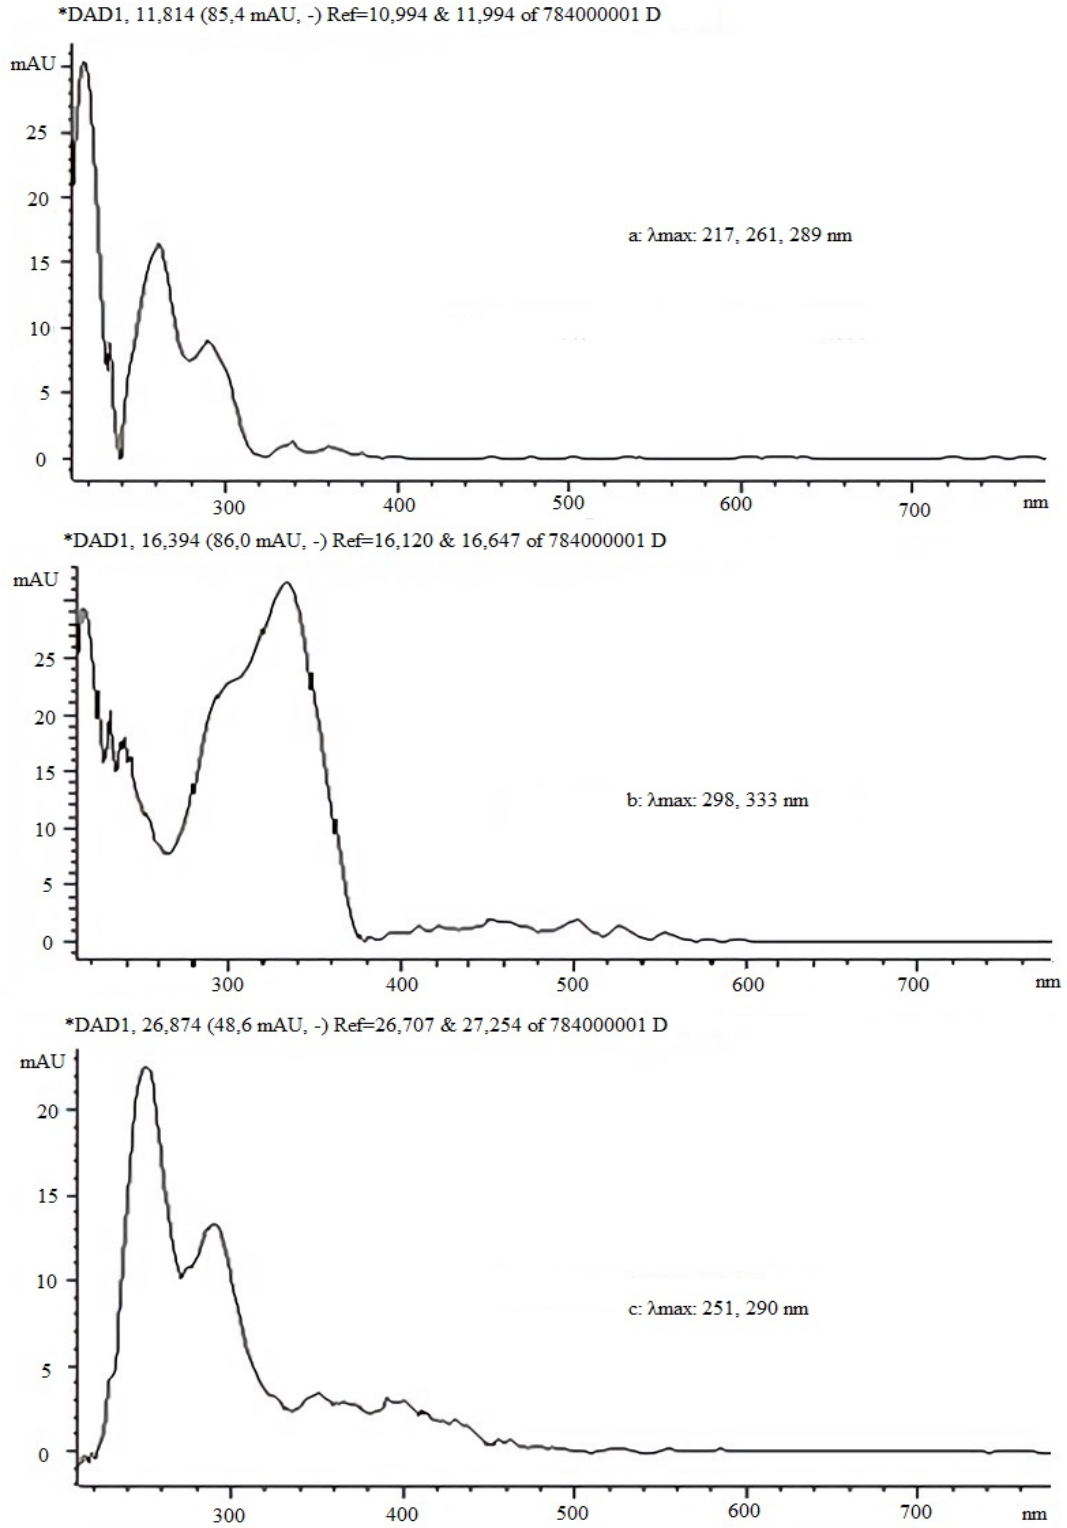 *DAD1, 11,814 (85,4 mAU, -) Ref=10,994 & 11,994 of 784000001 D
mAU
25
20
15
10
5
0
a: λmax: 217, 261, 289 nm
300
400
500
600
700
nm
*DAD1, 16,394 (86,0 mAU, -) Ref=16,120 & 16,647 of 784000001 D
mAU
25
20
15
10
5
0
b: λmax: 298, 333 nm
300
400
500
600
700
nm
*DAD1, 26,874 (48,6 mAU, -) Ref=26,707 & 27,254 of 784000001 D
mAU
20
15
10
5
0
c: λmax: 251, 290 nm
300
400
500
600
700
nm